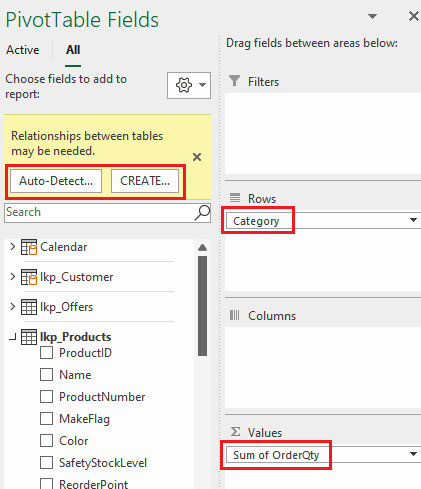 PivotTable Fields
Active
All
Choose fields to add to
report:
Relationships between tables
may be needed.
Auto-Detect...
CREATE...
Search
Calendar
lkp_Customer
lkp_Offers
lkp_Products
ProductID
Name
ProductNumber
MakeFlag
Color
SafetyStockLevel
ReorderPoint
Drag fields between areas below:
Filters
Rows
Category
Columns
Σ Values
Sum of OrderQty